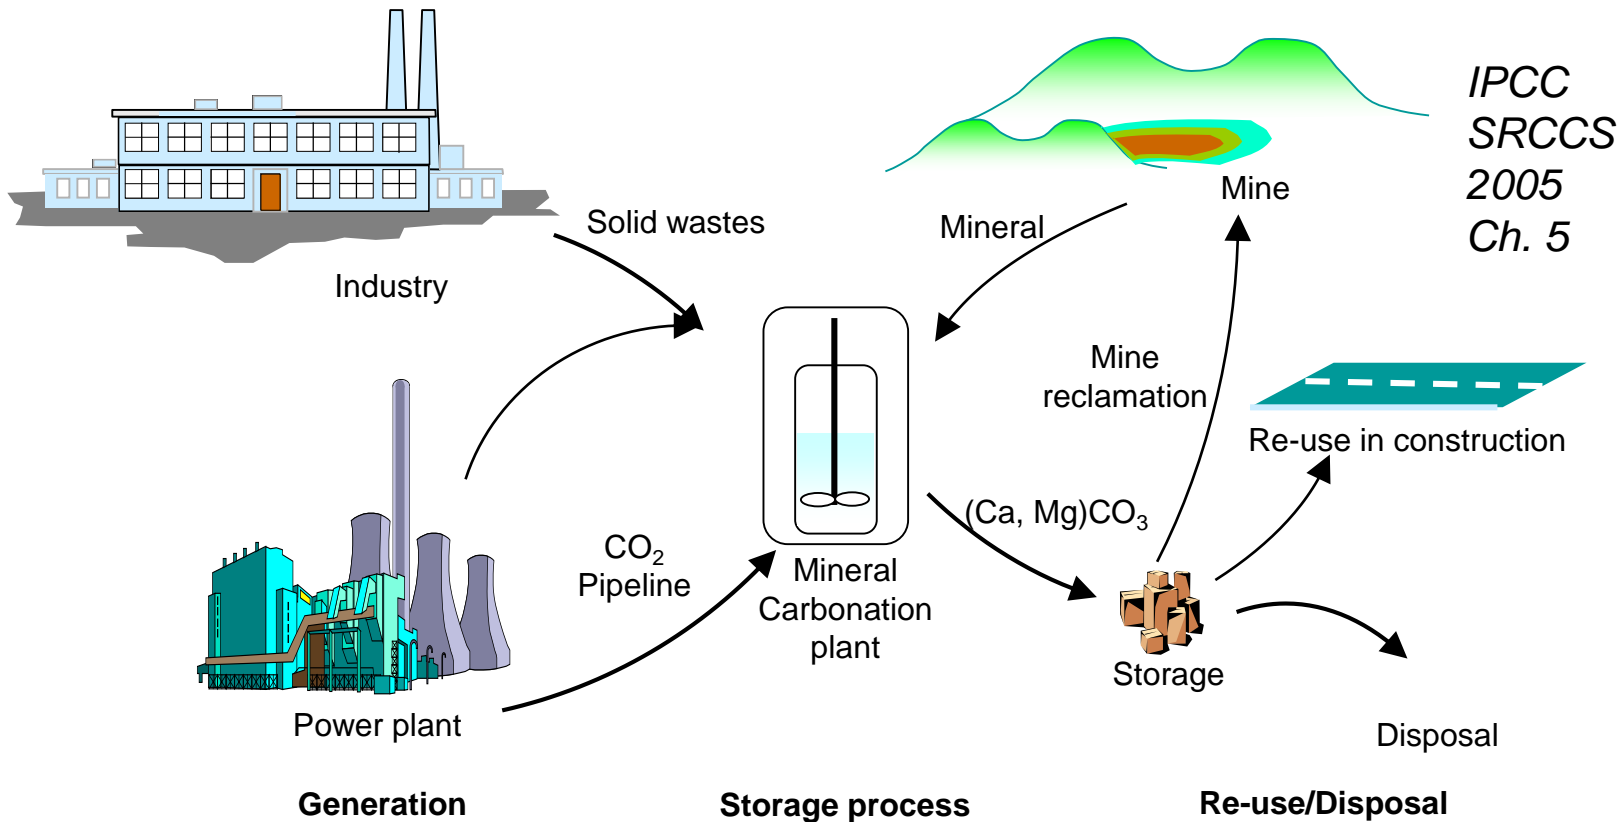 IPCC
SRCCS
2005
Ch. 5
Solid wastes
Industry
Mineral
Mine
Mine
reclamation
Re-use in construction
CO₂
Pipeline
Mineral
Carbonation
plant
(Ca, Mg)CO₃
Storage
Power plant
Disposal
Generation
Storage process
Re-use/Disposal